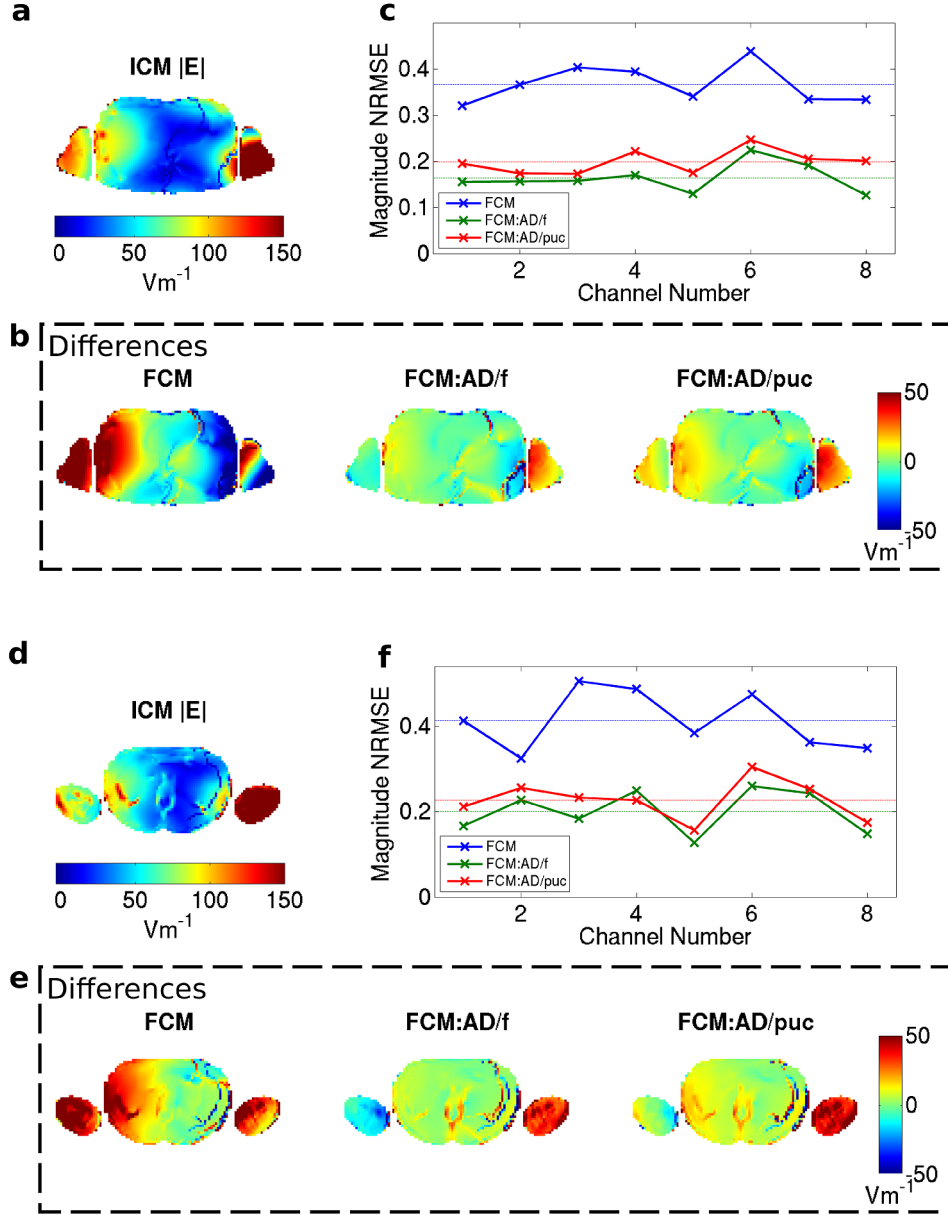 a
ICM |E|
0 50 100 150
Vm-1
c
Magnitude NRMSE
0.4
0.3
0.2
0.1
0
FCM
FCM:AD/f
FCM:AD/puc
2 4 6 8
Channel Number
b
Differences
FCM FCM:AD/f FCM:AD/puc
50
0
-50
Vm-1
d
ICM |E|
0 50 100 150
Vm-1
f
Magnitude NRMSE
0.4
0.2
0
FCM
FCM:AD/f
FCM:AD/puc
2 4 6 8
Channel Number
e
Differences
FCM FCM:AD/f FCM:AD/puc
50
0
-50
Vm-1